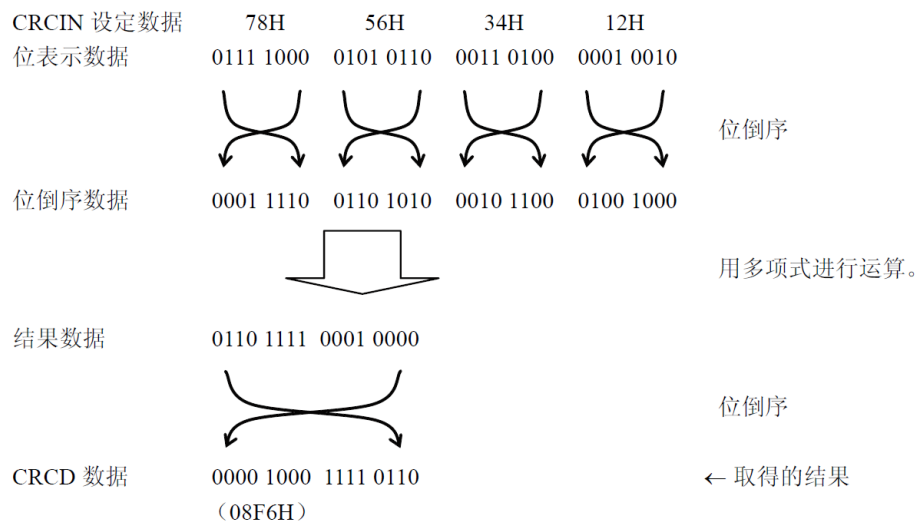 CRCIN 设定数据 78H 56H 34H 12H
位表示数据 0111 1000 0101 0110 0011 0100 0001 0010
位倒序
位倒序数据 0001 1110 0110 1010 0010 1100 0100 1000
用多项式进行运算。
结果数据 0110 1111 0001 0000
位倒序
CRCD 数据 0000 1000 1111 0110 ← 取得的结果
（08F6H）